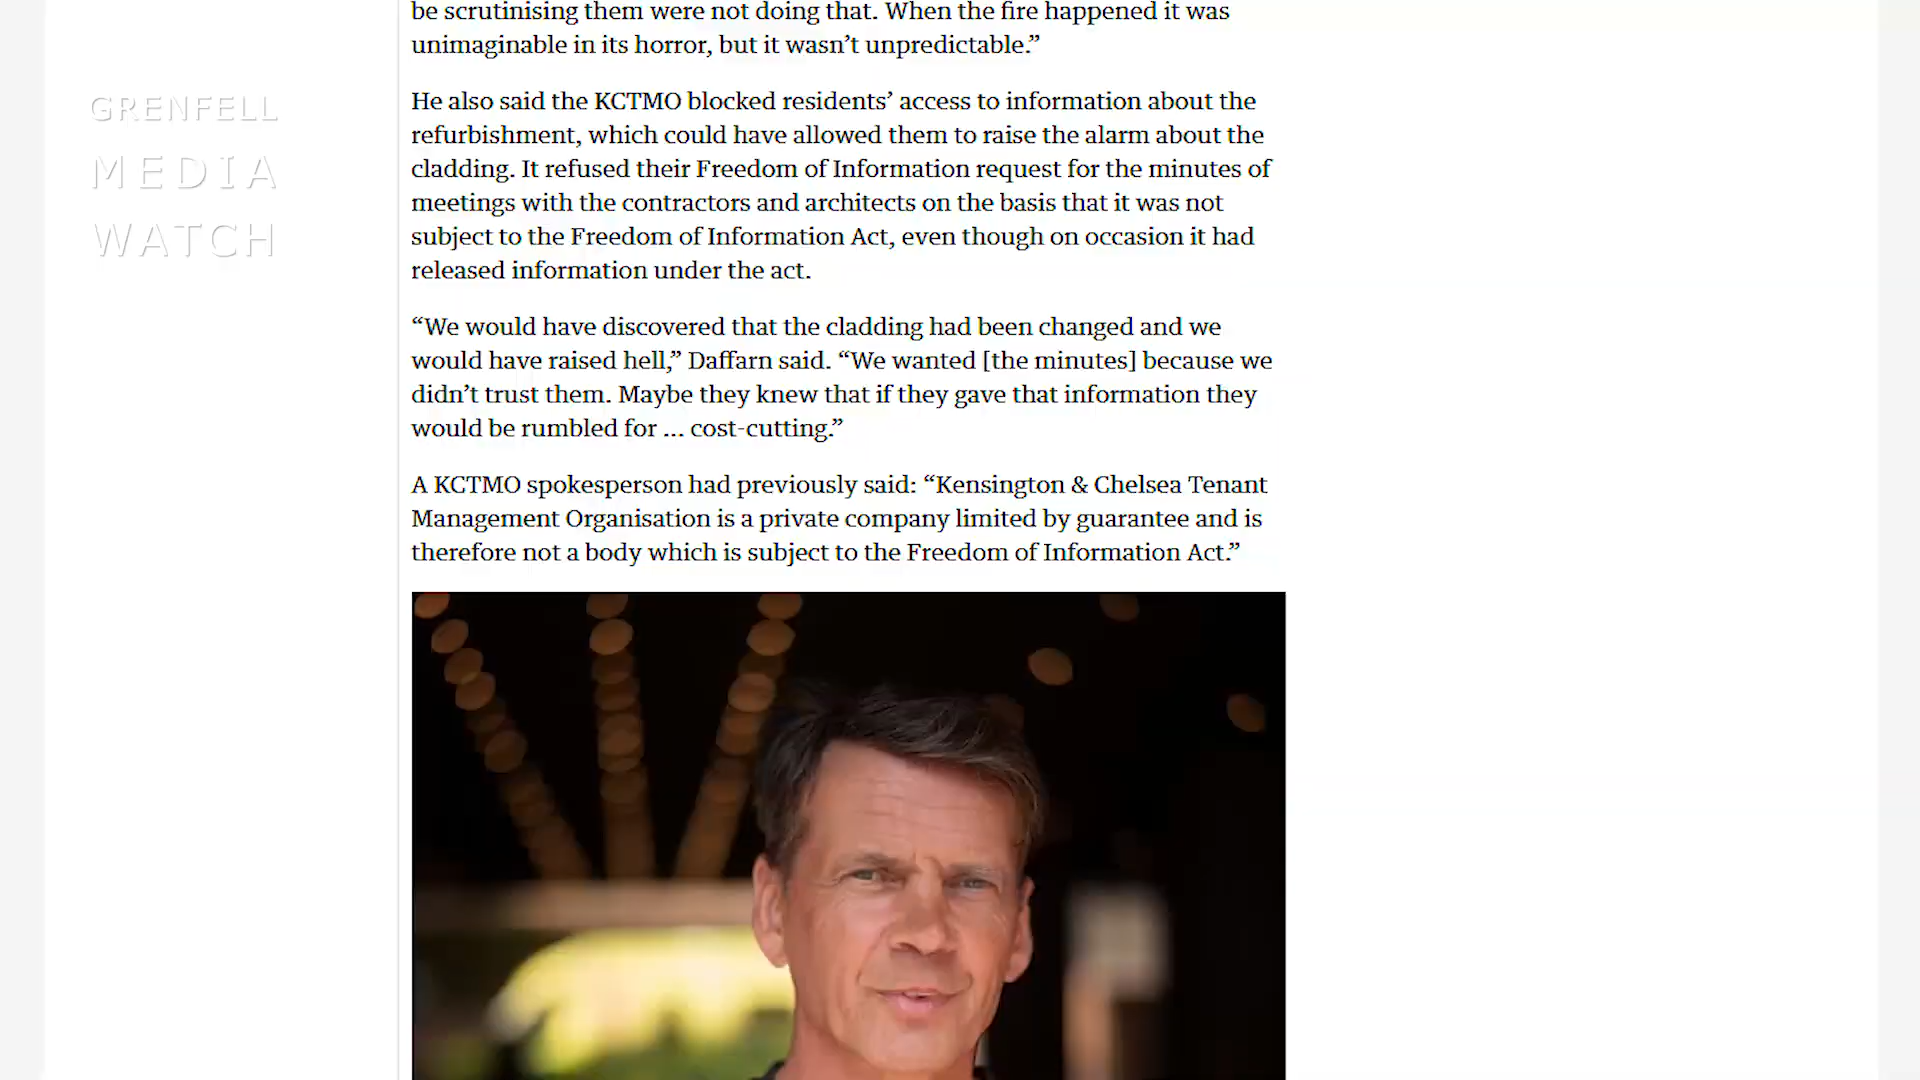 be scrutinising them were not doing that. When the fire happened it was
unimaginable in its horror, but it wasn’t unpredictable.”
GRENFELL
MEDIA
WATCH
He also said the KCTMO blocked residents’ access to information about the
refurbishment, which could have allowed them to raise the alarm about the
cladding. It refused their Freedom of Information request for the minutes of
meetings with the contractors and architects on the basis that it was not
subject to the Freedom of Information Act, even though on occasion it had
released information under the act.
“We would have discovered that the cladding had been changed and we
would have raised hell,” Daffarn said. “We wanted [the minutes] because we
didn’t trust them. Maybe they knew that if they gave that information they
would be rumbled for ... cost-cutting.”
A KCTMO spokesperson had previously said: “Kensington & Chelsea Tenant
Management Organisation is a private company limited by guarantee and is
therefore not a body which is subject to the Freedom of Information Act.”